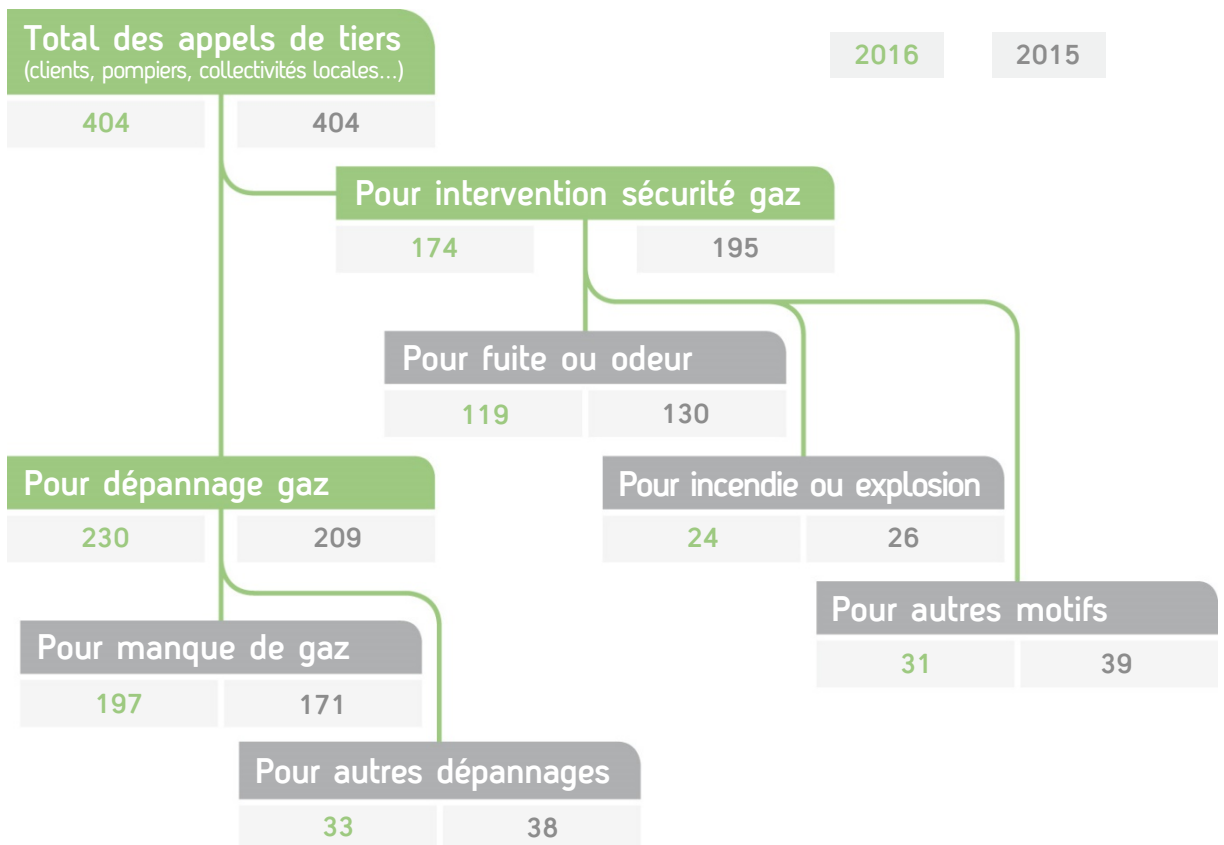 Total des appels de tiers
(clients, pompiers, collectivités locales...)
2016 2015
404 404
Pour intervention sécurité gaz
174 195
Pour fuite ou odeur
119 130
Pour dépannage gaz
230 209
Pour incendie ou explosion
24 26
Pour autres motifs
31 39
Pour manque de gaz
197 171
Pour autres dépannages
33 38